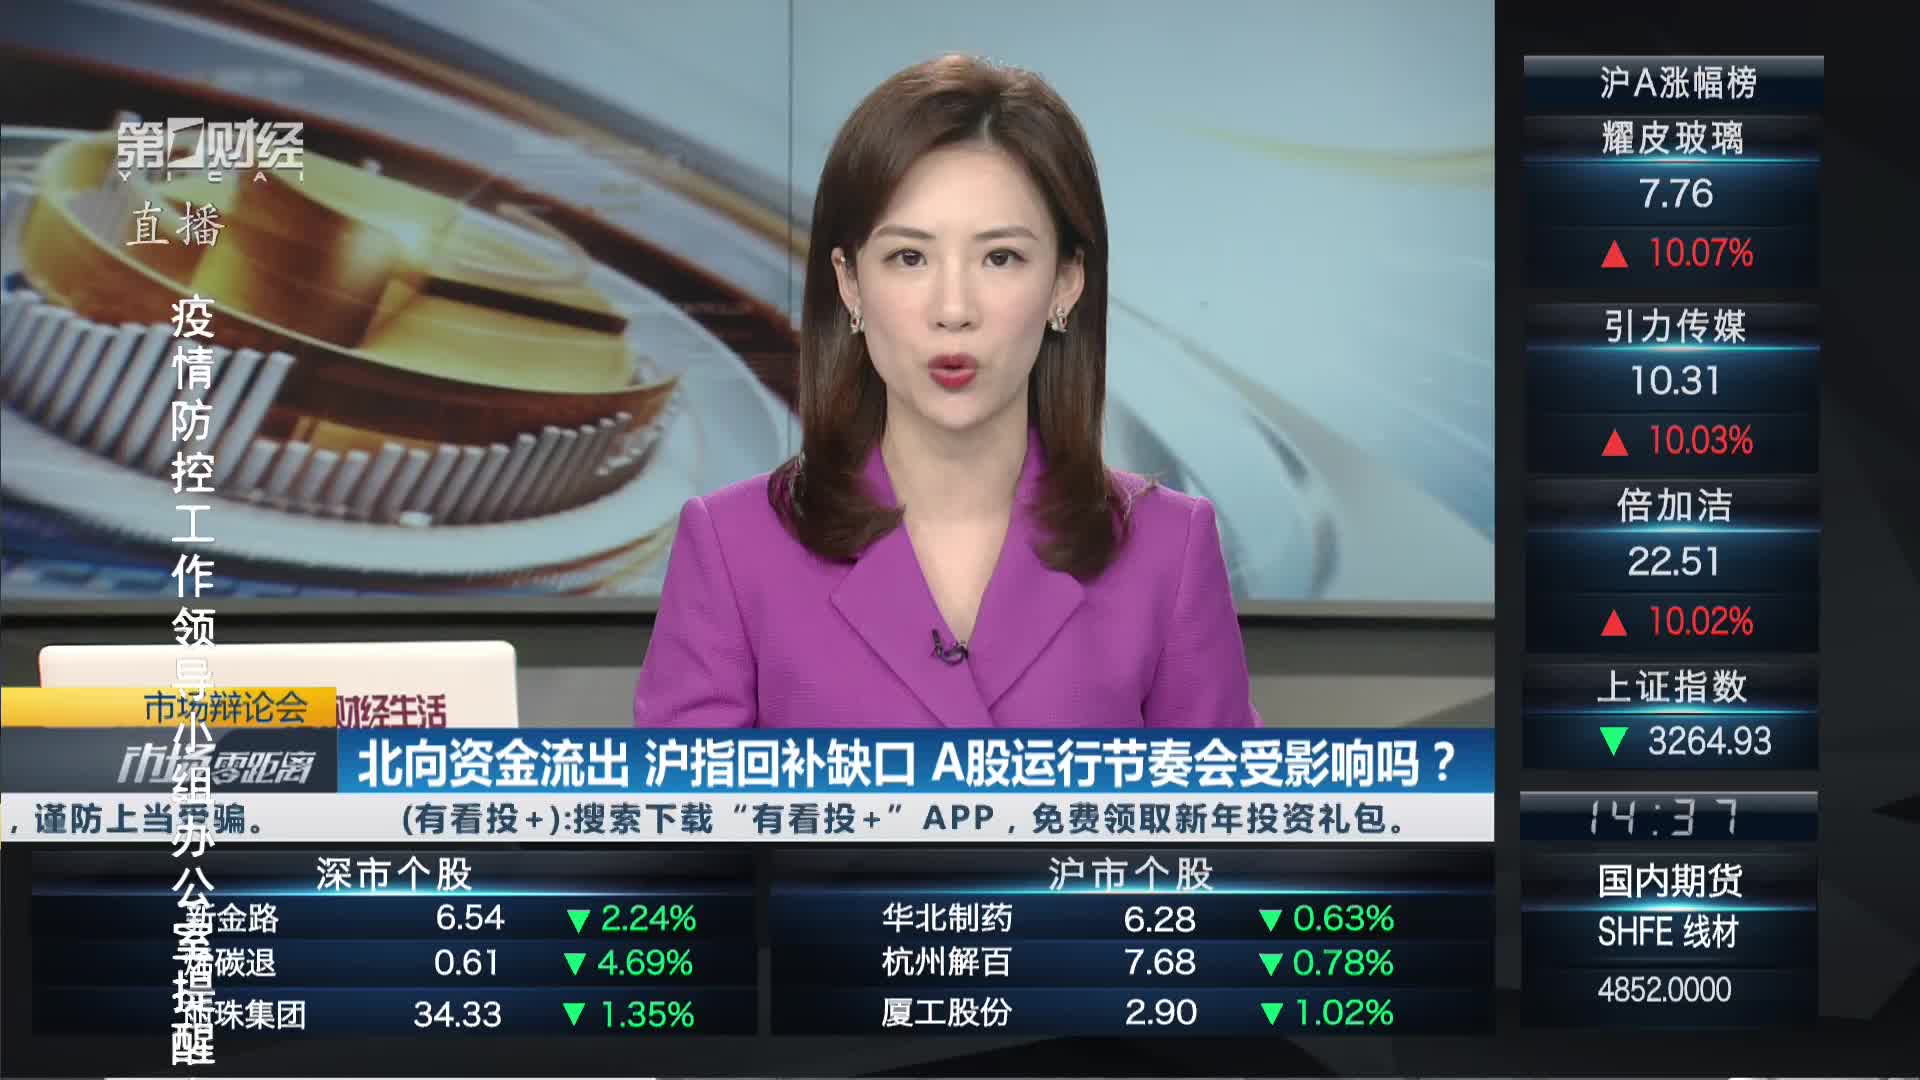 第一财经
YICAI
直播
疫情防控工作领导小组办公室提醒
财经生活
市场辩论会
市场零距离
北向资金流出 沪指回补缺口 A股运行节奏会受影响吗？
，谨防上当受骗。 (有看投+):搜索下载“有看投+”APP，免费领取新年投资礼包。
深市个股
新金路 6.54 ▼ 2.24%
碳退 0.61 ▼ 4.69%
珠集团 34.33 ▼ 1.35%
沪市个股
华北制药 6.28 ▼ 0.63%
杭州解百 7.68 ▼ 0.78%
厦工股份 2.90 ▼ 1.02%
沪A涨幅榜
耀皮玻璃
7.76
▲ 10.07%
引力传媒
10.31
▲ 10.03%
倍加洁
22.51
▲ 10.02%
上证指数
▼ 3264.93
14:37
国内期货
SHFE 线材
4852.0000